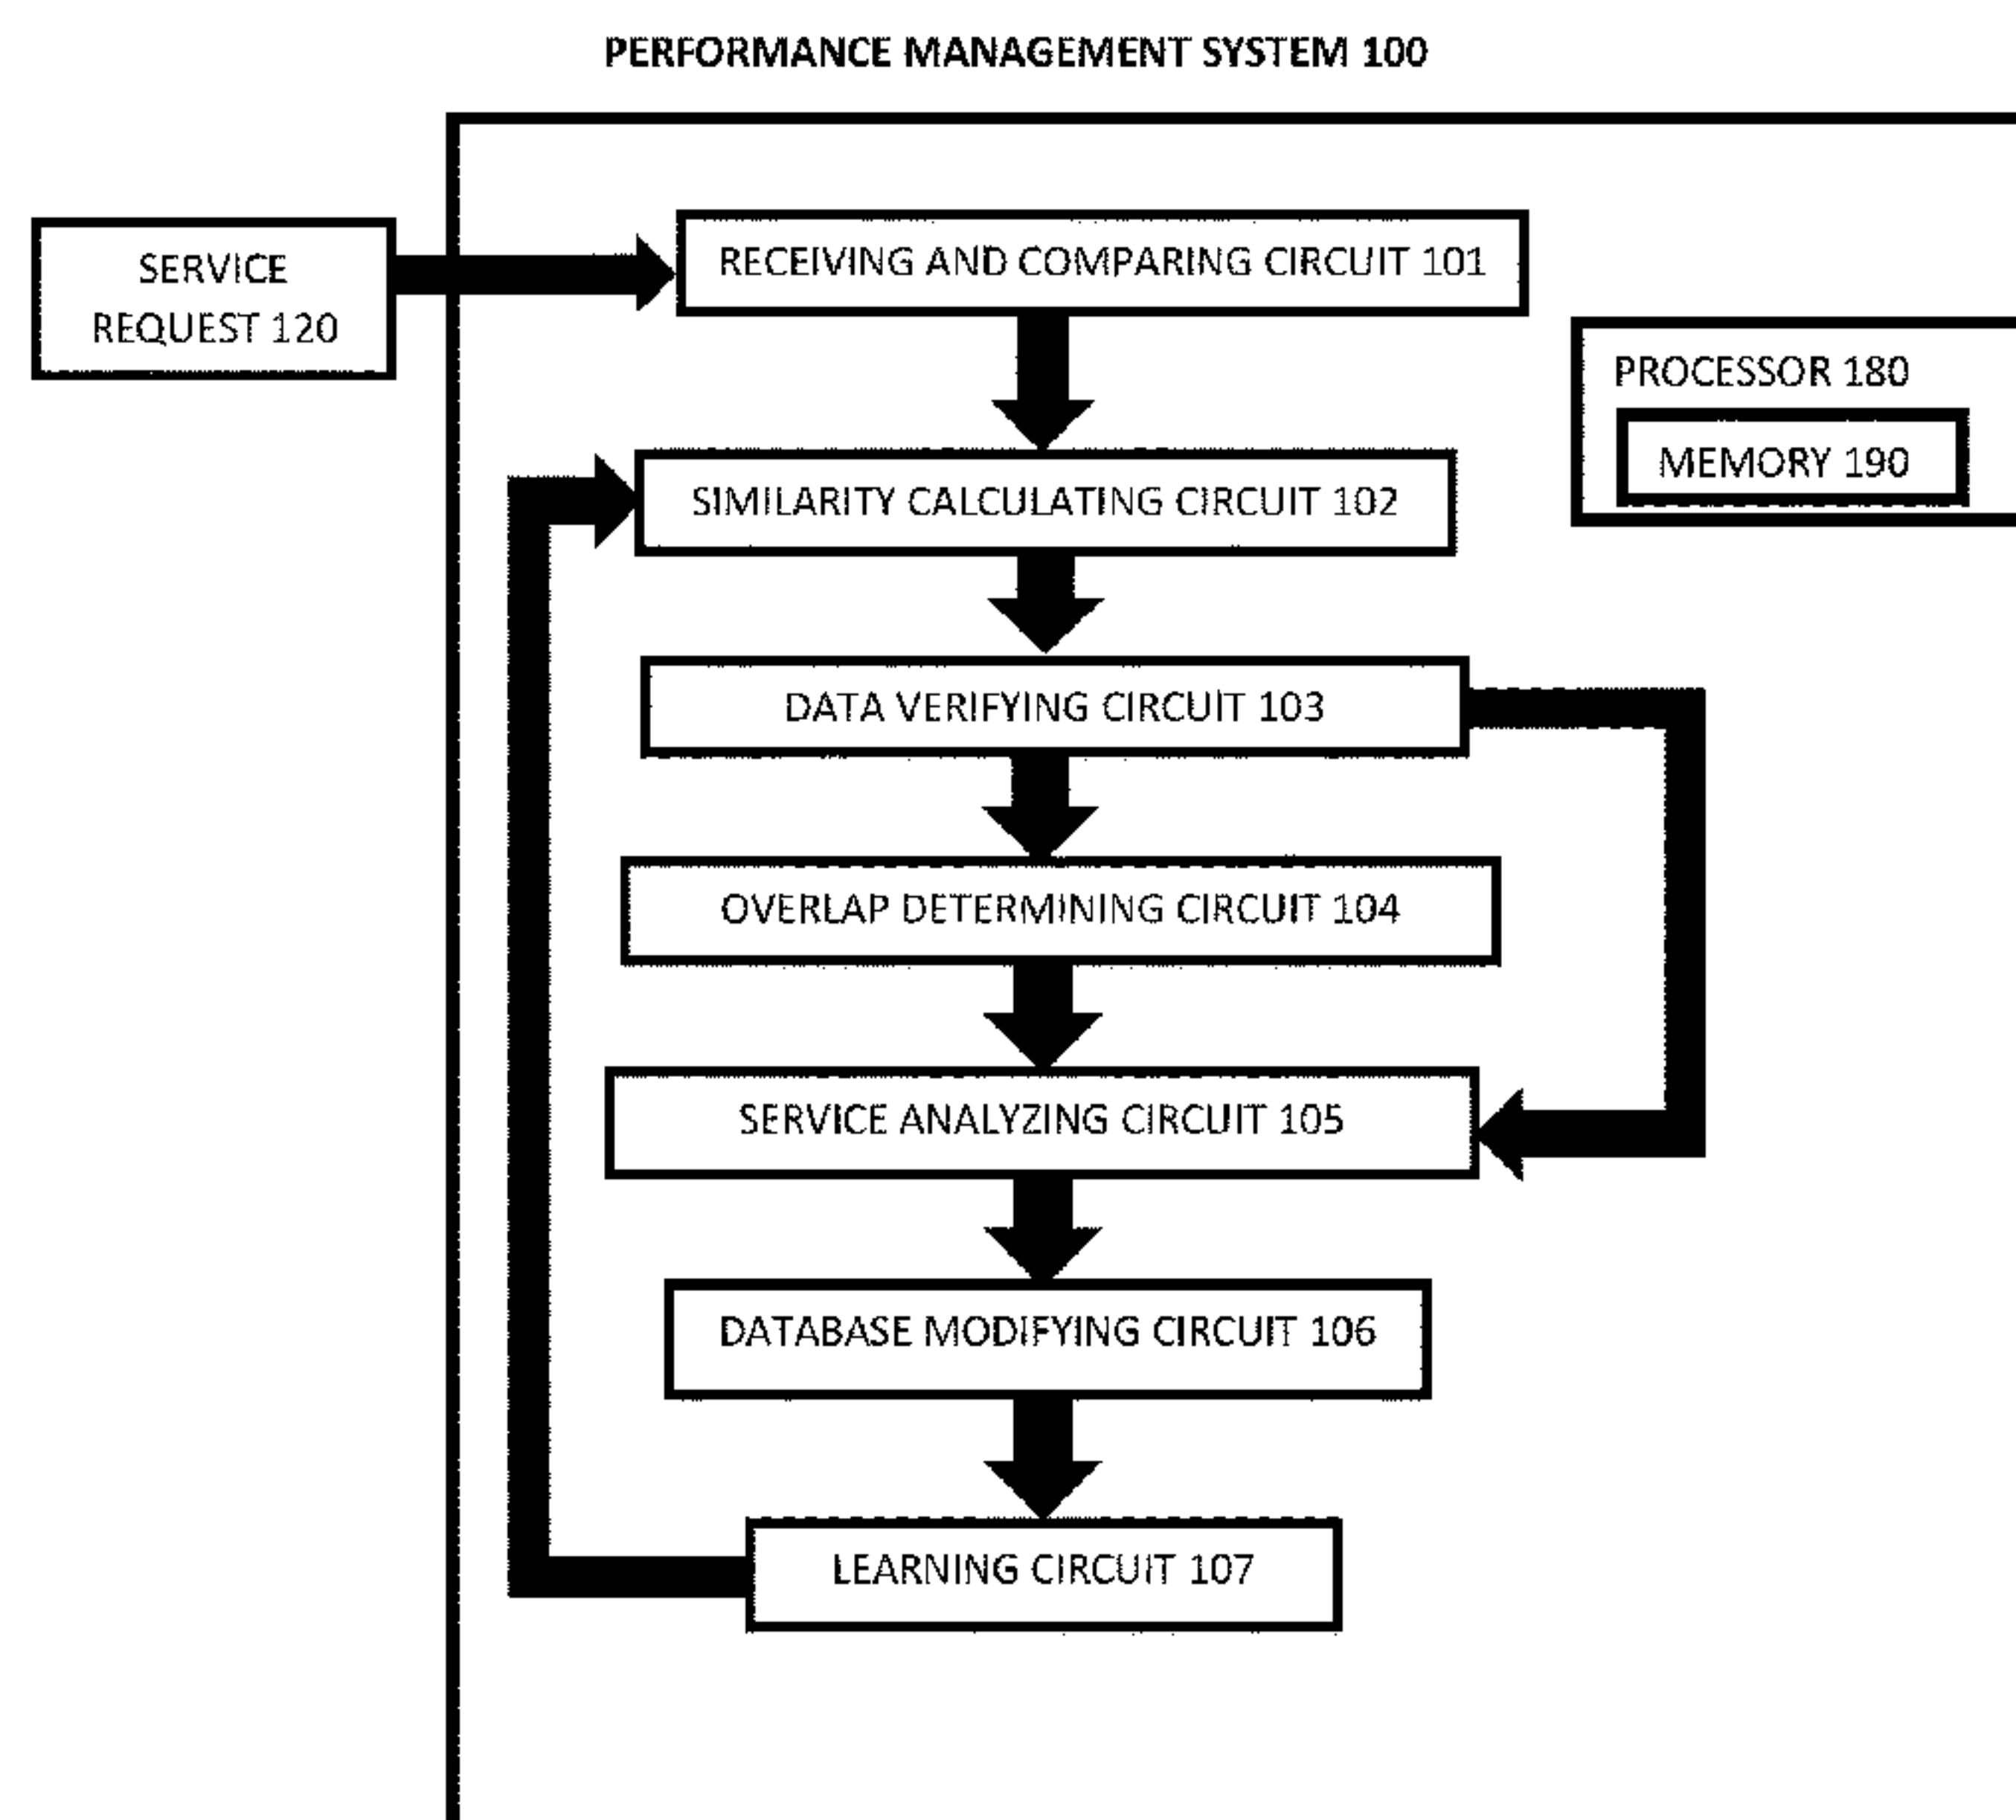 PERFORMANCE MANAGEMENT SYSTEM 100
SERVICE
REQUEST 120
RECEIVING AND COMPARING CIRCUIT 101
PROCESSOR 180
MEMORY 190
SIMILARITY CALCULATING CIRCUIT 102
DATA VERIFYING CIRCUIT 103
OVERLAP DETERMINING CIRCUIT 104
SERVICE ANALYZING CIRCUIT 105
DATABASE MODIFYING CIRCUIT 106
LEARNING CIRCUIT 107